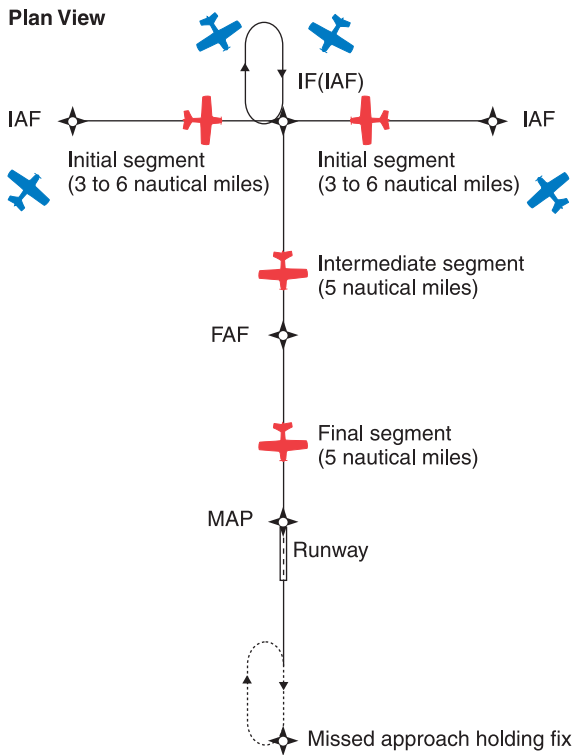 Plan View
IF(IAF)
IAF
IAF
Initial segment
(3 to 6 nautical miles)
Initial segment
(3 to 6 nautical miles)
Intermediate segment
(5 nautical miles)
FAF
Final segment
(5 nautical miles)
MAP
Runway
Missed approach holding fix